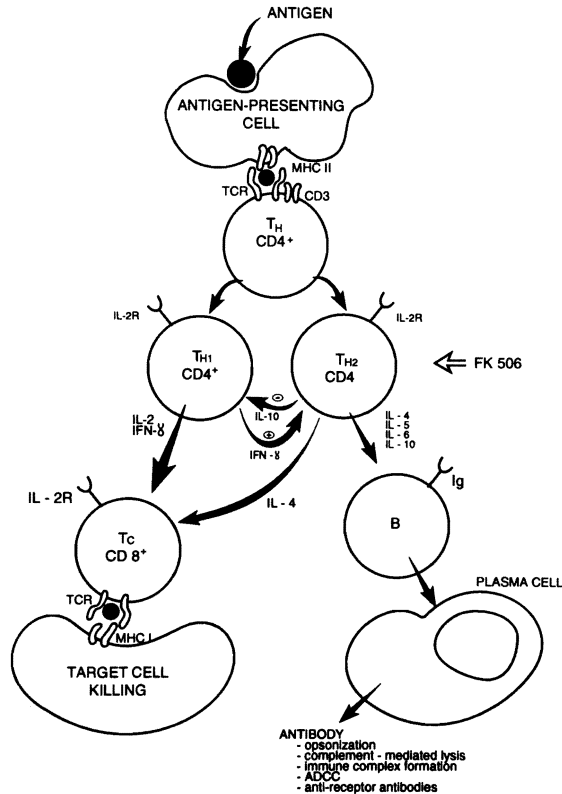 ANTIGEN
ANTIGEN-PRESENTING
CELL
MHC II
TCR
CD3
TH
CD4+
IL-2R
IL-2R
TH1
CD4+
TH2
CD4
FK 506
IL-10
IFN-γ
IL-2
IFN-γ
IL - 4
IL - 5
IL - 6
IL - 10
IL - 4
IL - 2R
Ig
TC
CD 8+
B
TCR
MHC I
PLASMA CELL
TARGET CELL
KILLING
ANTIBODY
- opsonization
- complement - mediated lysis
- immune complex formation
- ADCC
- anti-receptor antibodies